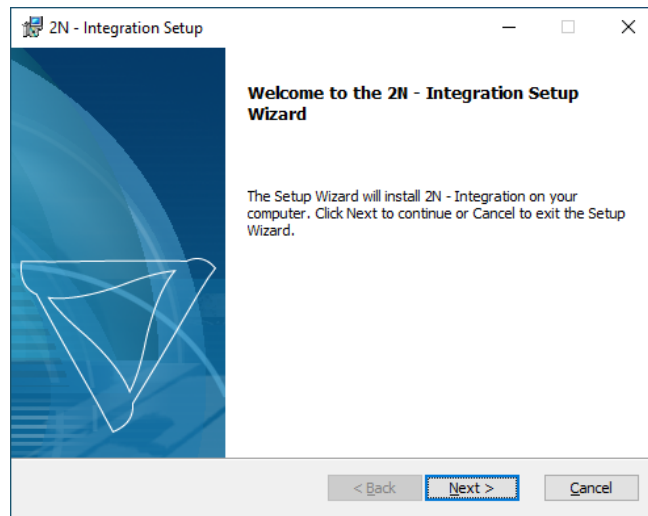 2N - Integration Setup
Welcome to the 2N - Integration Setup
Wizard
The Setup Wizard will install 2N - Integration on your
computer. Click Next to continue or Cancel to exit the Setup
Wizard.
< Back Next > Cancel